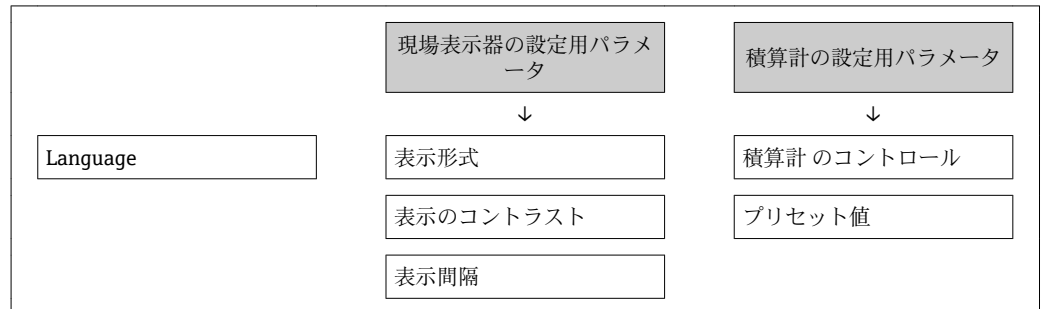 現場表示器の設定用パラメ
ータ
積算計の設定用パラメータ
↓
↓
Language
表示形式
積算計 のコントロール
表示のコントラスト
プリセット値
表示間隔